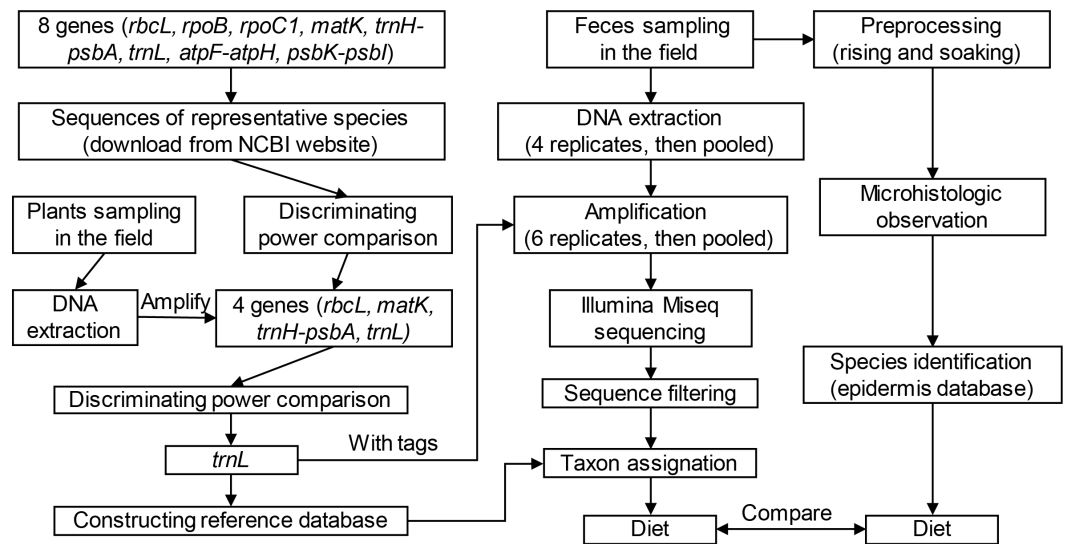 8 genes (rbcL, rpoB, rpoC1, matK, trnH-
psbA, trnL, atpF-atpH, psbK-psbI)
Sequences of representative species
(download from NCBI website)
Plants sampling
in the field
Discriminating
power comparison
DNA
extraction
Amplify
4 genes (rbcL, matK,
trnH-psbA, trnL)
Discriminating power comparison
trnL
With tags
Constructing reference database
Feces sampling
in the field
DNA extraction
(4 replicates, then pooled)
Amplification
(6 replicates, then pooled)
Illumina Miseq
sequencing
Sequence filtering
Taxon assignation
Diet
Compare
Preprocessing
(rising and soaking)
Microhistologic
observation
Species identification
(epidermis database)
Diet